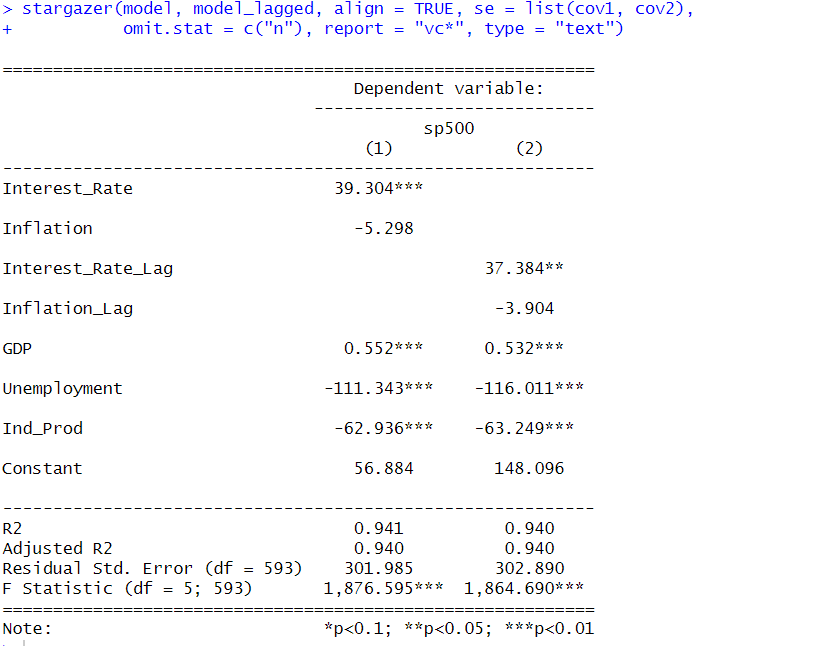 > stargazer(model, model_lagged, align = TRUE, se = list(cov1, cov2),
+           omit.stat = c("n"), report = "vc*", type = "text")
===========================================================
Dependent variable:
----------------------------
sp500
(1) (2)
-----------------------------------------------------------
Interest_Rate 39.304***
Inflation -5.298
Interest_Rate_Lag 37.384**
Inflation_Lag -3.904
GDP 0.552*** 0.532***
Unemployment -111.343*** -116.011***
Ind_Prod -62.936*** -63.249***
Constant 56.884 148.096
-----------------------------------------------------------
R2 0.941 0.940
Adjusted R2 0.940 0.940
Residual Std. Error (df = 593) 301.985 302.890
F Statistic (df = 5; 593) 1,876.595*** 1,864.690***
===========================================================
Note: *p<0.1; **p<0.05; ***p<0.01